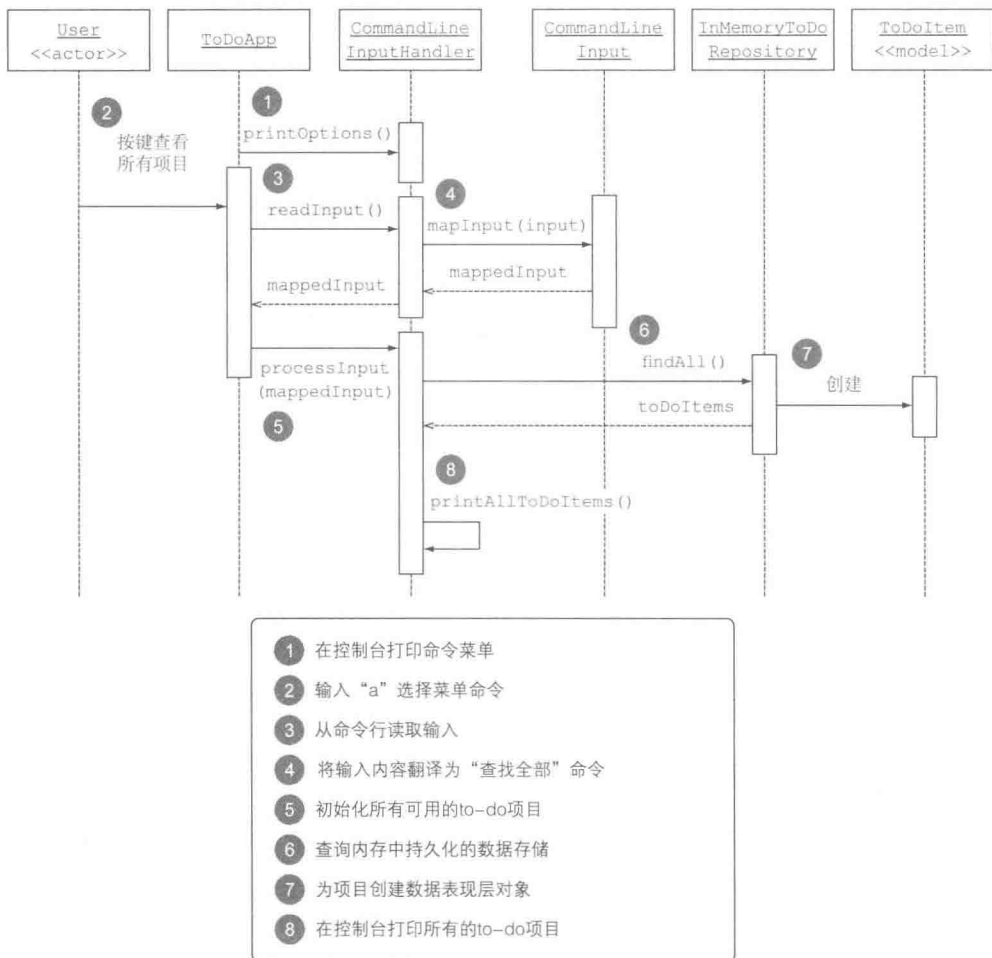 User
<<actor>>
ToDoApp
CommandLine
InputHandler
CommandLine
Input
InMemoryToDo
Repository
ToDoItem
<<model>>
2
按键查看
所有项目
1
printOptions()
3
readInput()
4
mapInput(input)
mappedInput
mappedInput
processInput
(mappedInput)
5
6
findAll()
7
创建
toDoItems
8
printAllToDoItems()
1 在控制台打印命令菜单
2 输入“a”选择菜单命令
3 从命令行读取输入
4 将输入内容翻译为“查找全部”命令
5 初始化所有可用的to-do项目
6 查询内存中持久化的数据存储
7 为项目创建数据表现层对象
8 在控制台打印所有的to-do项目